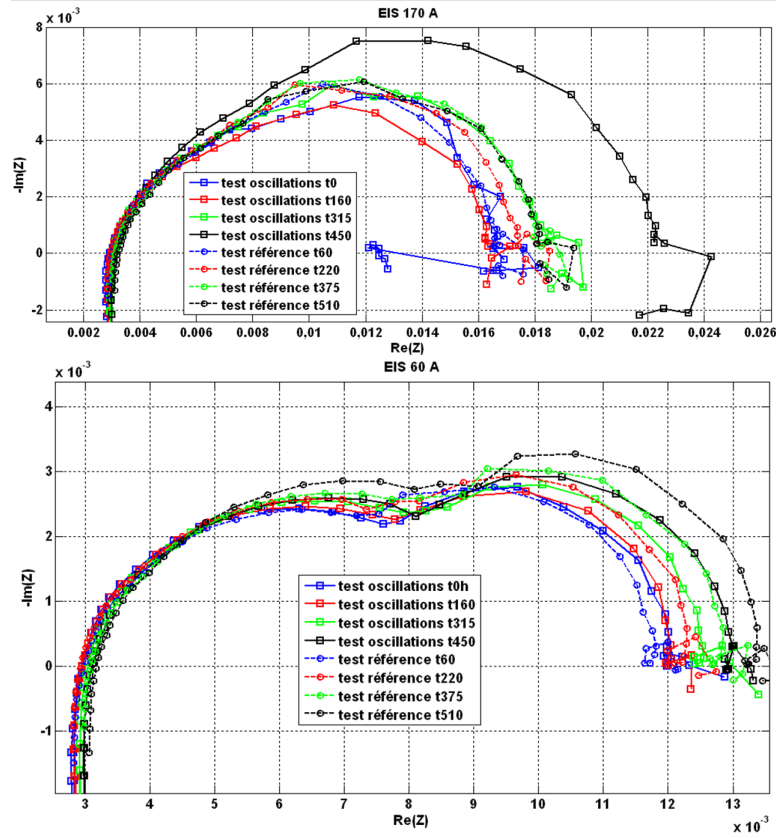 x 10⁻³
EIS 170 A
8
6
4
2
0
-2
-Im(Z)
test oscillations t0
test oscillations t160
test oscillations t315
test oscillations t450
test référence t60
test référence t220
test référence t375
test référence t510
0.002 0.004 0.006 0.008 0,01 0.012 0.014 0.016 0.018 0,02 0.022 0.024 0.026
Re(Z)
EIS 60 A
x 10⁻³
4
3
2
1
0
-1
-Im(Z)
test oscillations t0h
test oscillations t160
test oscillations t315
test oscillations t450
test référence t60
test référence t220
test référence t375
test référence t510
3 4 5 6 7 8 9 10 11 12 13
Re(Z)
x 10⁻³